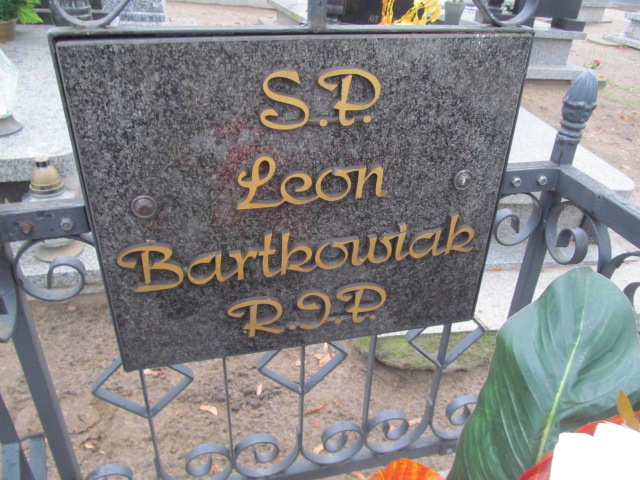 S.P.
Leon
Bartkowiak
R.I.P.